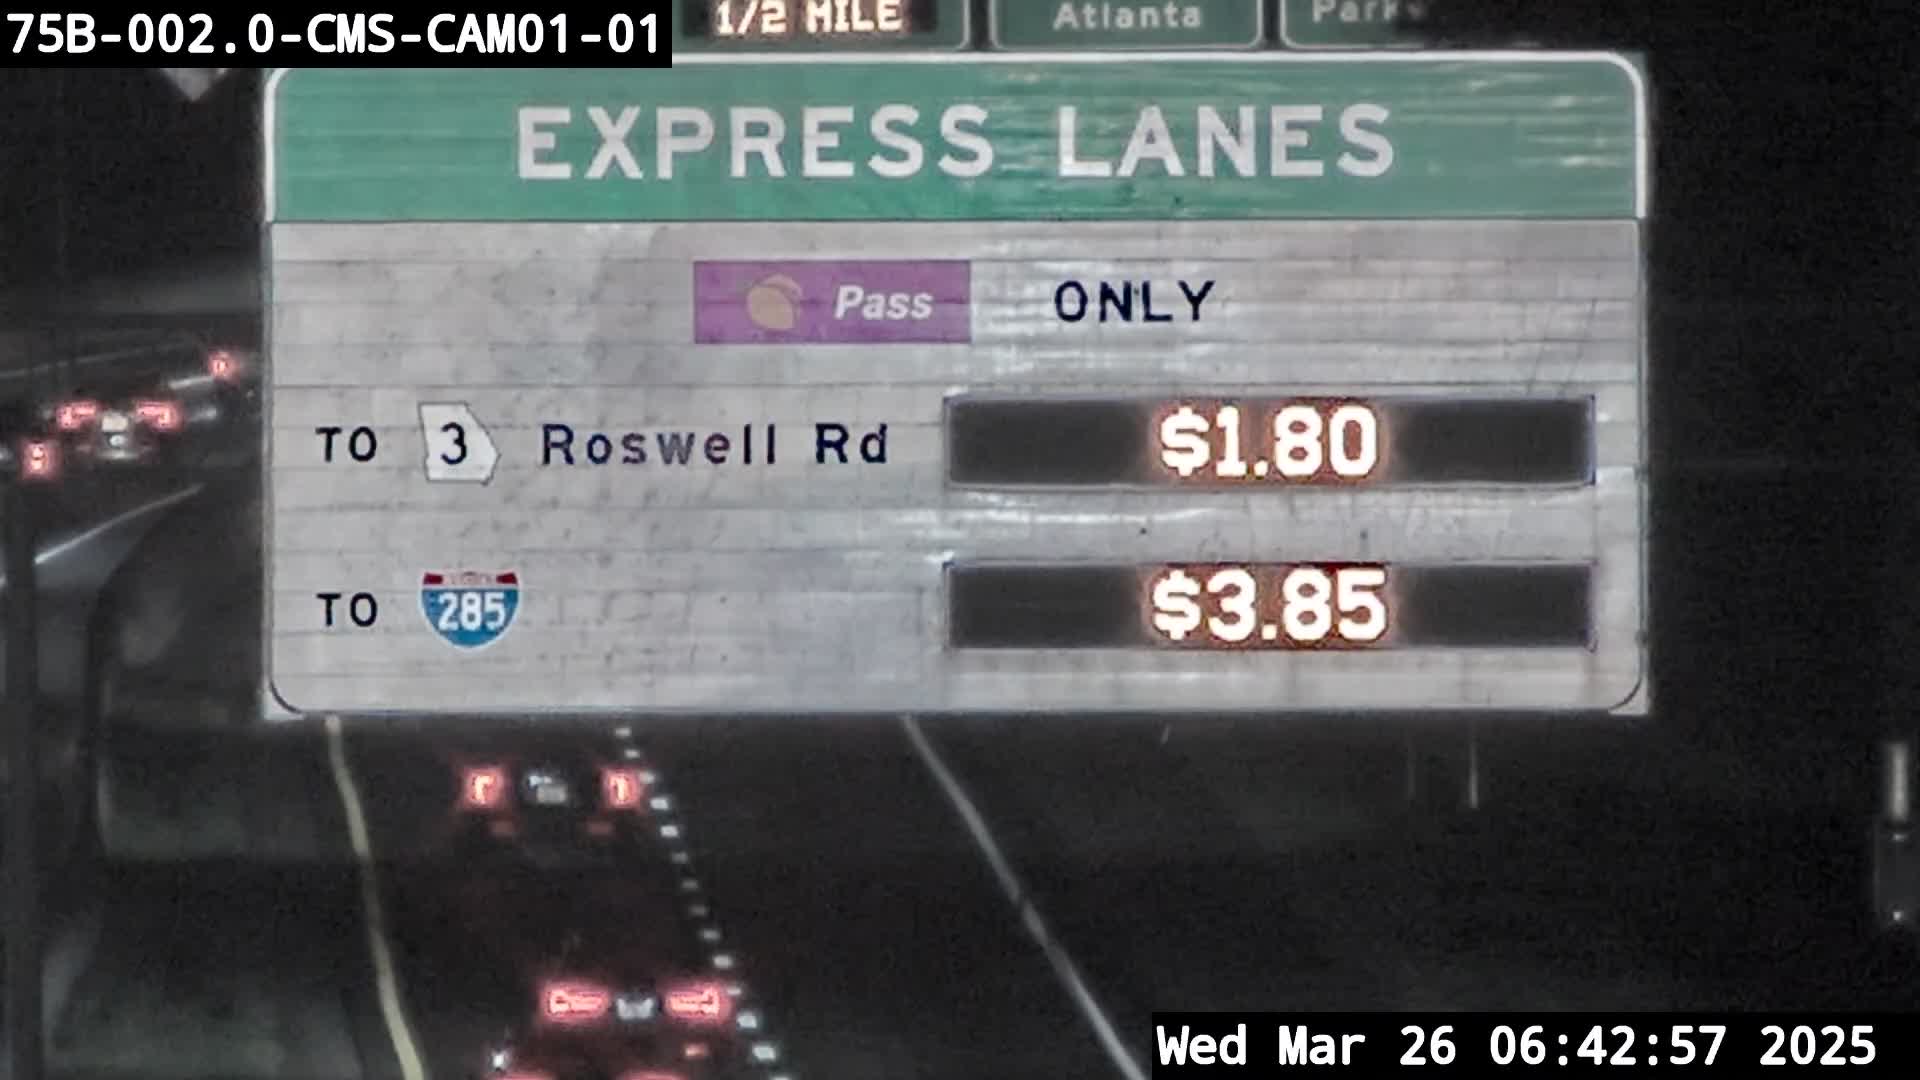 75B-002.0-CMS-CAM01-01
1/2 MILE
Atlanta
EXPRESS LANES
Pass ONLY
TO 3 Roswell Rd $1.80
TO 285 $3.85
Wed Mar 26 06:42:57 2025